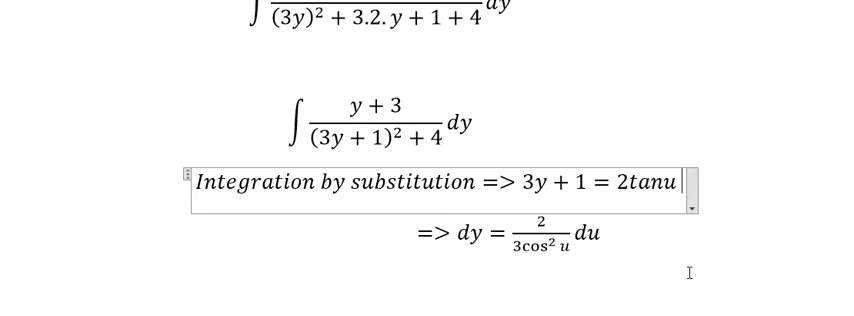 ∫ (3y)² + 3.2. y + 1 + 4 dy
∫ (y + 3)/((3y + 1)² + 4) dy
Integration by substitution => 3y + 1 = 2tanu
=> dy = 2/(3cos² u) du